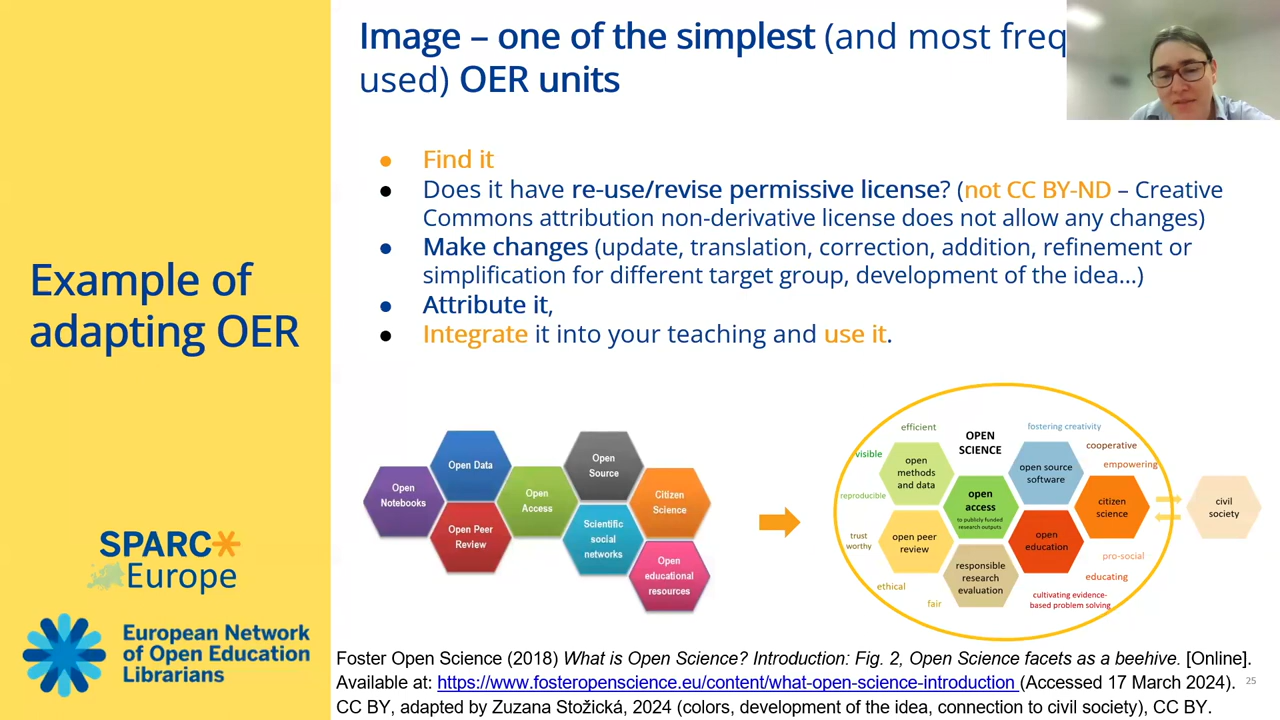 Image – one of the simplest (and most freq
used) OER units
Example of
adapting OER
SPARC
Europe
European Network
of Open Education
Librarians
● Find it
● Does it have re-use/revise permissive license? (not CC BY-ND – Creative
Commons attribution non-derivative license does not allow any changes)
● Make changes (update, translation, correction, addition, refinement or
simplification for different target group, development of the idea...)
● Attribute it,
● Integrate it into your teaching and use it.
Open
Notebooks
Open Data
Open Peer
Review
Open
Access
Open
Source
Scientific
social
networks
Citizen
Science
Open
educational
resources
efficient
visible
reproducible
trust
worthy
ethical
fair
OPEN
SCIENCE
open
methods
and data
open peer
review
open
access
to publicly funded
research outputs
responsible
research
evaluation
fostering creativity
cooperative
empowering
open source
software
open
education
citizen
science
pro-social
educating
cultivating evidence-
based problem solving
civil
society
Foster Open Science (2018) What is Open Science? Introduction: Fig. 2, Open Science facets as a beehive. [Online].
Available at: https://www.fosteropenscience.eu/content/what-open-science-introduction (Accessed 17 March 2024).
CC BY, adapted by Zuzana Stožická, 2024 (colors, development of the idea, connection to civil society), CC BY.
25